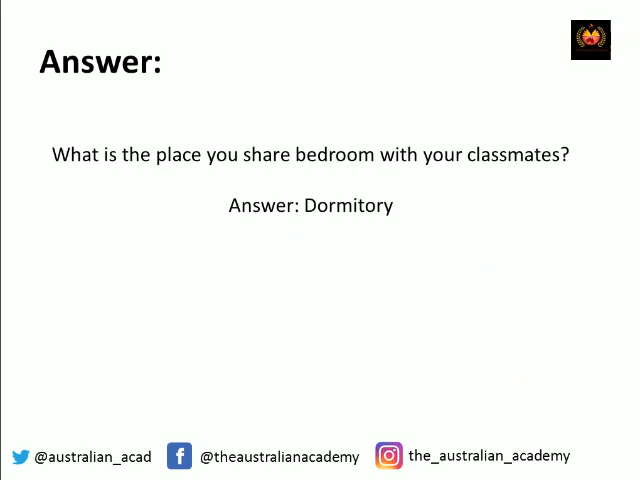 Answer:
What is the place you share bedroom with your classmates?
Answer: Dormitory
@australian_acad @theaustralianacademy the_australian_academy